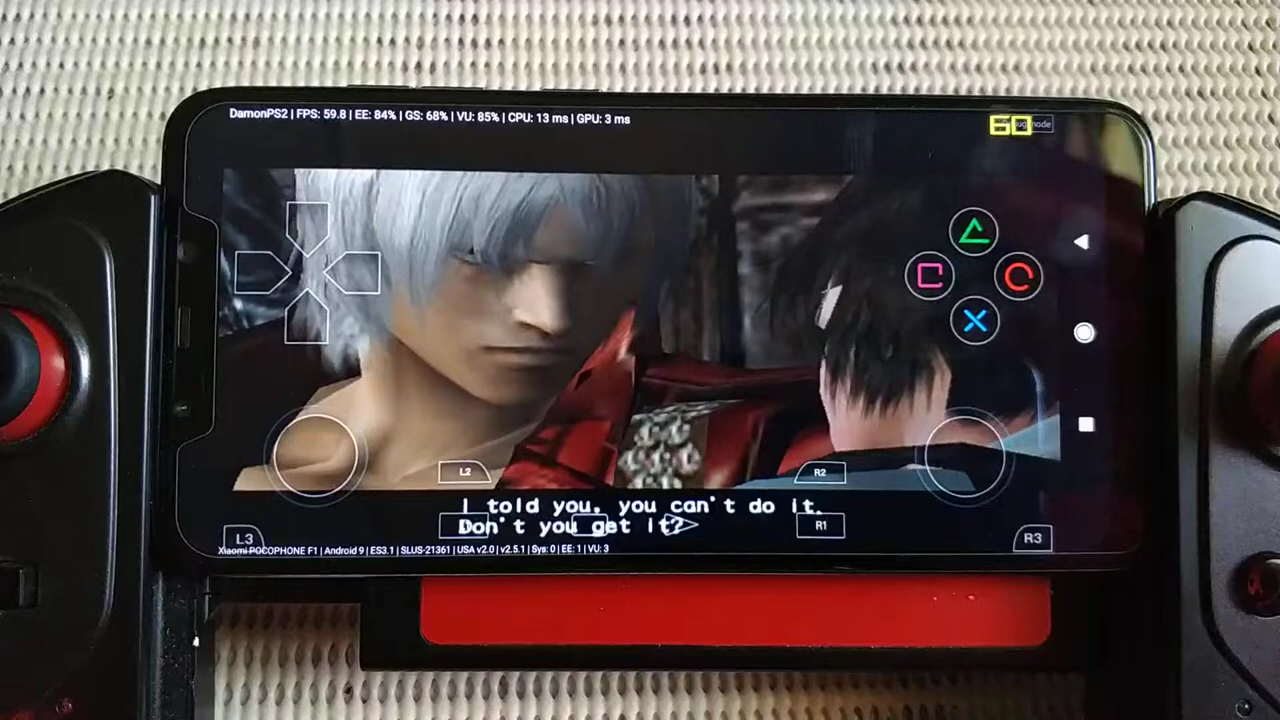 DamonPS2 | FPS: 59.8 | EE: 84% | GS: 68% | VU: 85% | CPU: 13 ms | GPU: 3 ms
60 mode
L2
R2
I told you, you can't do it.
Don't you get it?
R1
L3
R3
Xiaomi POCOPHONE F1 | Android 9 | ES3.1 | SLUS-21361 | USA v2.0 | v2.5.1 | Sys: 0 | EE: 1 | VU: 3